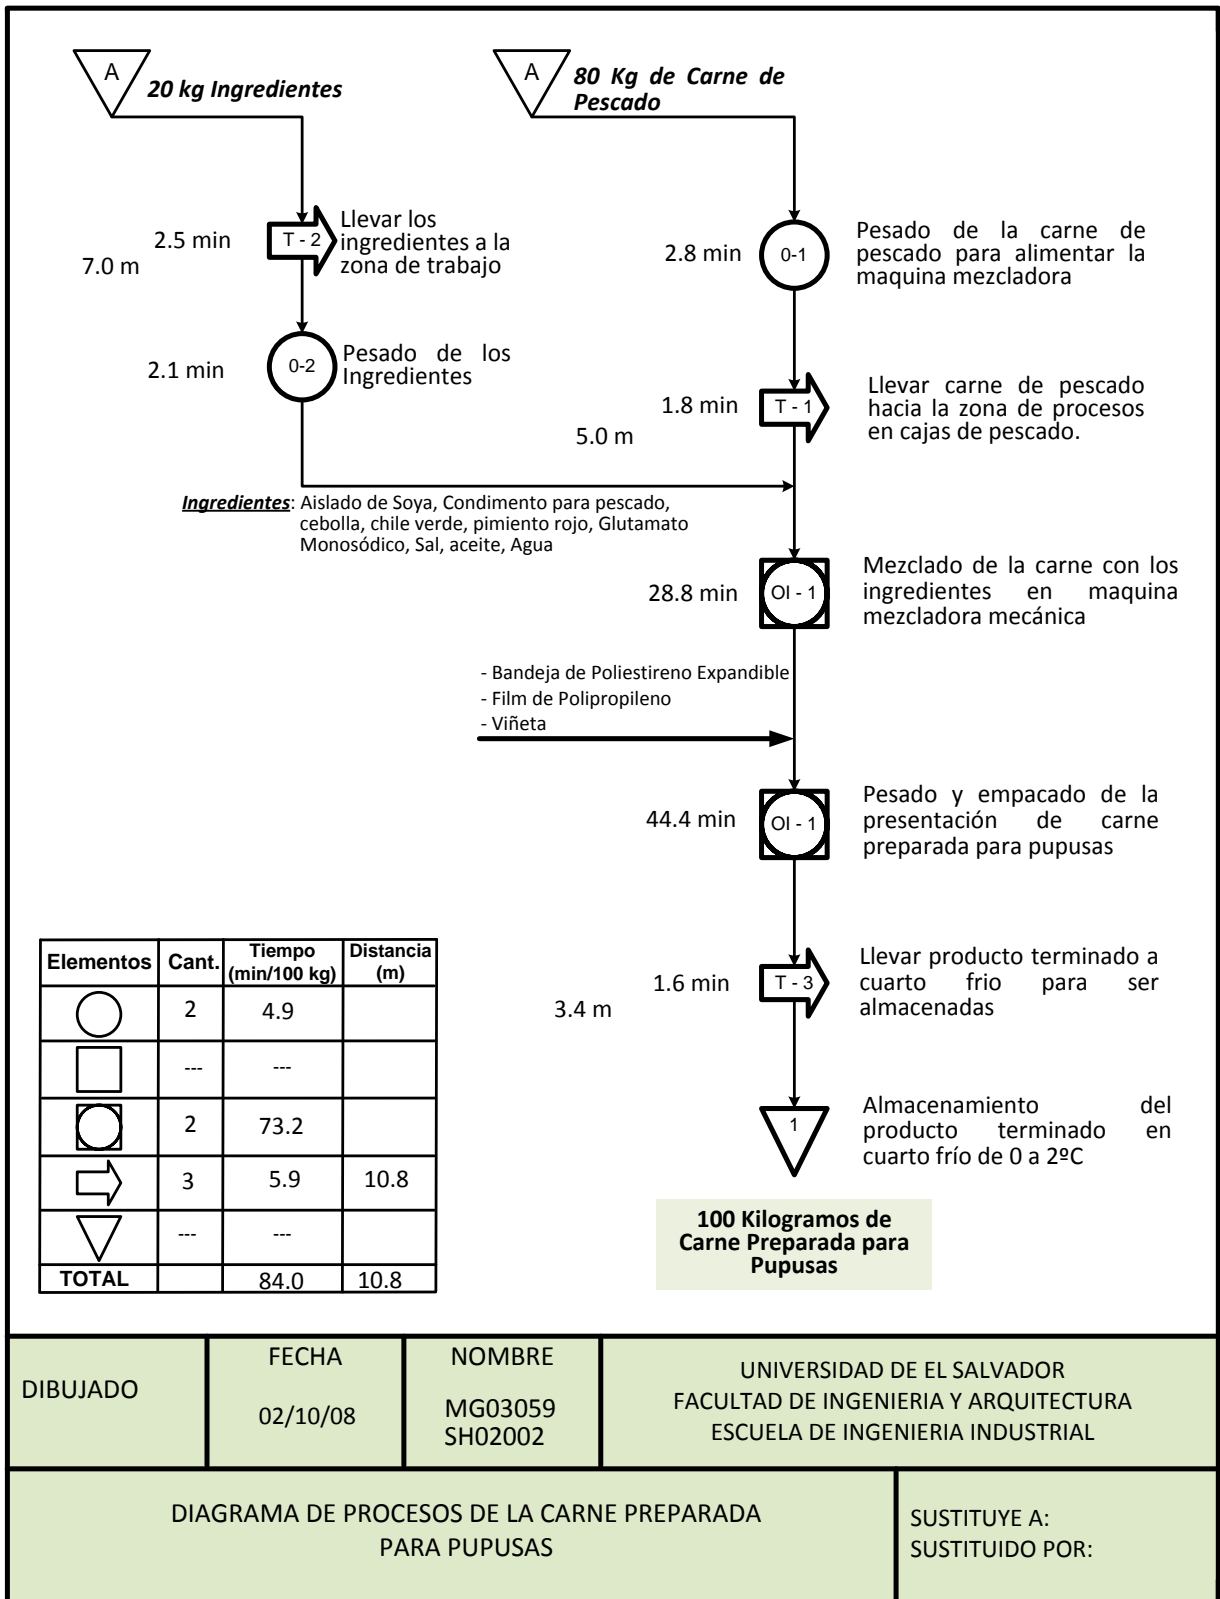 A
20 kg Ingredientes
A
80 Kg de Carne de
Pescado
2.5 min
7.0 m
T - 2
Llevar los
ingredientes a la
zona de trabajo
2.8 min
0-1
Pesado de la carne de
pescado para alimentar la
maquina mezcladora
2.1 min
0-2
Pesado de los
Ingredientes
1.8 min
5.0 m
T - 1
Llevar carne de pescado
hacia la zona de procesos
en cajas de pescado.
Ingredientes: Aislado de Soya, Condimento para pescado,
cebolla, chile verde, pimiento rojo, Glutamato
Monosódico, Sal, aceite, Agua
28.8 min
OI - 1
Mezclado de la carne con los
ingredientes en maquina
mezcladora mecánica
- Bandeja de Poliestireno Expandible
- Film de Polipropileno
- Viñeta
44.4 min
OI - 1
Pesado y empacado de la
presentación de carne
preparada para pupusas
1.6 min
3.4 m
T - 3
Llevar producto terminado a
cuarto frio para ser
almacenadas
1
Almacenamiento del
producto terminado en
cuarto frío de 0 a 2ºC
100 Kilogramos de
Carne Preparada para
Pupusas
Elementos Cant. Tiempo (min/100 kg) Distancia (m)
2 4.9
--- ---
2 73.2
3 5.9 10.8
--- ---
TOTAL 84.0 10.8
DIBUJADO
FECHA
02/10/08
NOMBRE
MG03059
SH02002
UNIVERSIDAD DE EL SALVADOR
FACULTAD DE INGENIERIA Y ARQUITECTURA
ESCUELA DE INGENIERIA INDUSTRIAL
DIAGRAMA DE PROCESOS DE LA CARNE PREPARADA
PARA PUPUSAS
SUSTITUYE A:
SUSTITUIDO POR: